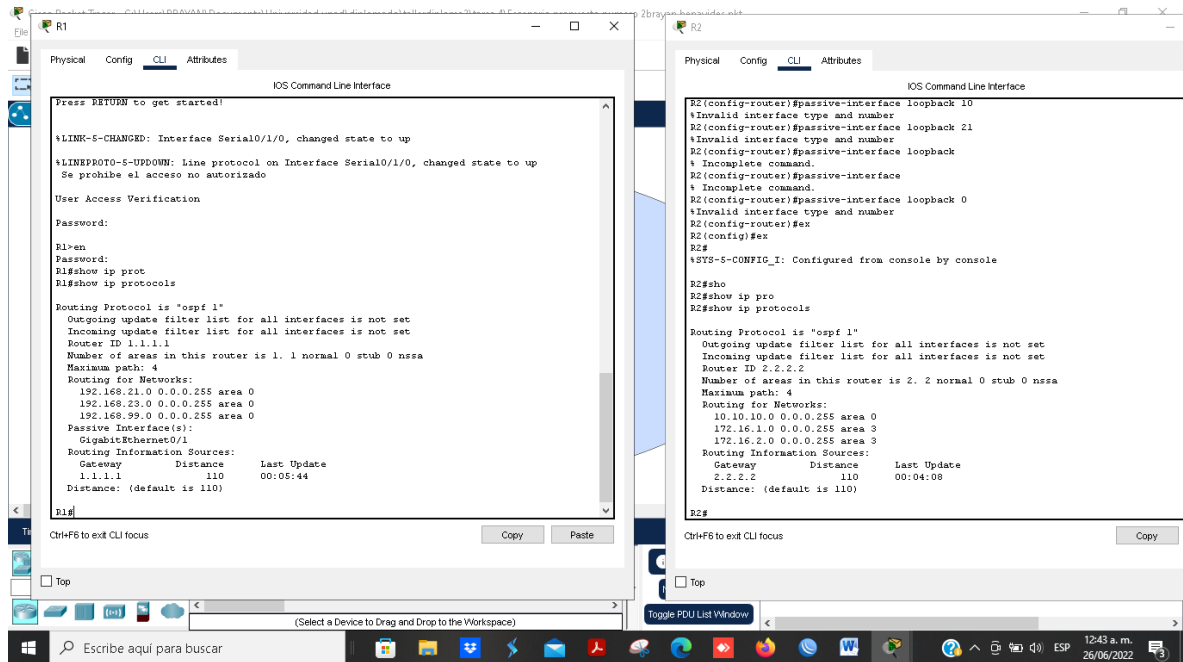 R1
Physical Config CLI Attributes
IOS Command Line Interface
Press RETURN to get started!
%LINK-5-CHANGED: Interface Serial0/1/0, changed state to up
%LINEPROTO-5-UPDOWN: Line protocol on Interface Serial0/1/0, changed state to up
Se prohibe el acceso no autorizado
User Access Verification
Password:
R1>en
Password:
R1#show ip prot
R1#show ip protocols
Routing Protocol is "ospf 1"
Outgoing update filter list for all interfaces is not set
Incoming update filter list for all interfaces is not set
Router ID 1.1.1.1
Number of areas in this router is 1. 1 normal 0 stub 0 nssa
Maximum path: 4
Routing for Networks:
192.168.21.0 0.0.0.255 area 0
192.168.23.0 0.0.0.255 area 0
192.168.99.0 0.0.0.255 area 0
Passive Interface(s):
GigabitEthernet0/1
Routing Information Sources:
Gateway Distance Last Update
1.1.1.1 110 00:05:44
Distance: (default is 110)
R1#
Ctrl+F6 to exit CLI focus
Copy Paste
Top
R2
Physical Config CLI Attributes
IOS Command Line Interface
R2(config-router)#passive-interface loopback 10
%Invalid interface type and number
R2(config-router)#passive-interface loopback 21
%Invalid interface type and number
R2(config-router)#passive-interface loopback
% Incomplete command.
R2(config-router)#passive-interface
% Incomplete command.
R2(config-router)#passive-interface loopback 0
%Invalid interface type and number
R2(config-router)#ex
R2(config)#ex
R2#
%SYS-5-CONFIG_I: Configured from console by console
R2#sho
R2#show ip pro
R2#show ip protocols
Routing Protocol is "ospf 1"
Outgoing update filter list for all interfaces is not set
Incoming update filter list for all interfaces is not set
Router ID 2.2.2.2
Number of areas in this router is 2. 2 normal 0 stub 0 nssa
Maximum path: 4
Routing for Networks:
10.10.10.0 0.0.0.255 area 0
172.16.1.0 0.0.0.255 area 3
172.16.2.0 0.0.0.255 area 3
Routing Information Sources:
Gateway Distance Last Update
2.2.2.2 110 00:04:08
Distance: (default is 110)
R2#
Ctrl+F6 to exit CLI focus
Copy
Top
(Select a Device to Drag and Drop to the Workspace)
Toggle PDU List Window
Escribe aquí para buscar
ESP
12:43 a. m.
26/06/2022